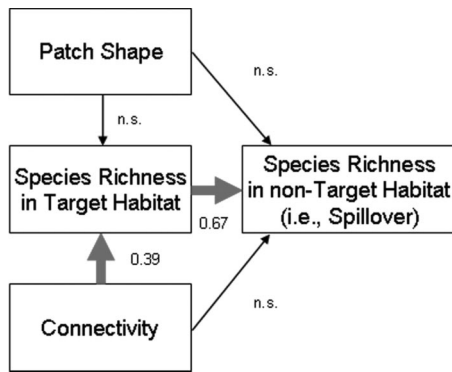 Patch Shape
n.s.
n.s.
Species Richness
in Target Habitat
Species Richness
in non-Target Habitat
(i.e., Spillover)
0.67
0.39
n.s.
Connectivity